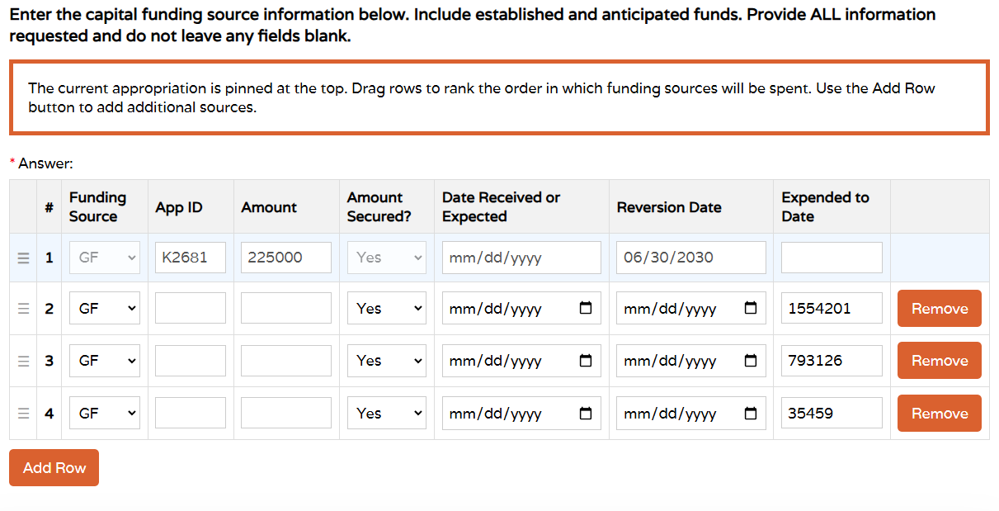 Enter the capital funding source information below. Include established and anticipated funds. Provide ALL information
requested and do not leave any fields blank.
The current appropriation is pinned at the top. Drag rows to rank the order in which funding sources will be spent. Use the Add Row
button to add additional sources.
* Answer:
# Funding Source App ID Amount Amount Secured? Date Received or Expected Reversion Date Expended to Date
1 GF K2681 225000 Yes mm/dd/yyyy 06/30/2030
2 GF Yes mm/dd/yyyy mm/dd/yyyy 1554201 Remove
3 GF Yes mm/dd/yyyy mm/dd/yyyy 793126 Remove
4 GF Yes mm/dd/yyyy mm/dd/yyyy 35459 Remove
Add Row